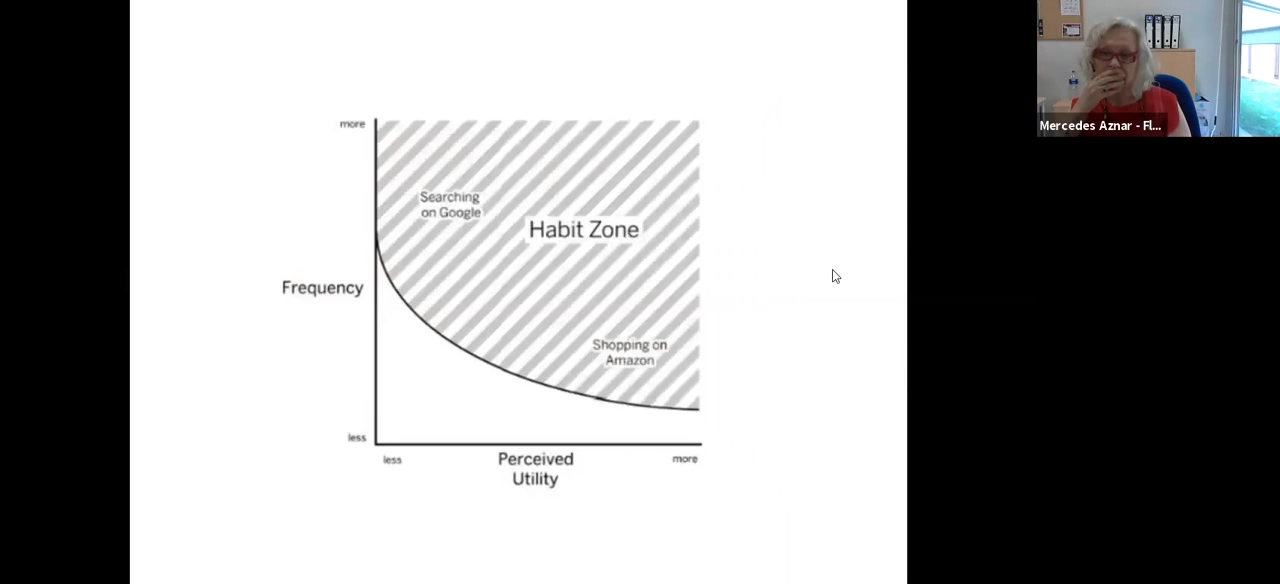 more
Searching
on Google
Habit Zone
Frequency
Shopping on
Amazon
less
less
Perceived
Utility
more
Mercedes Aznar - Fl...